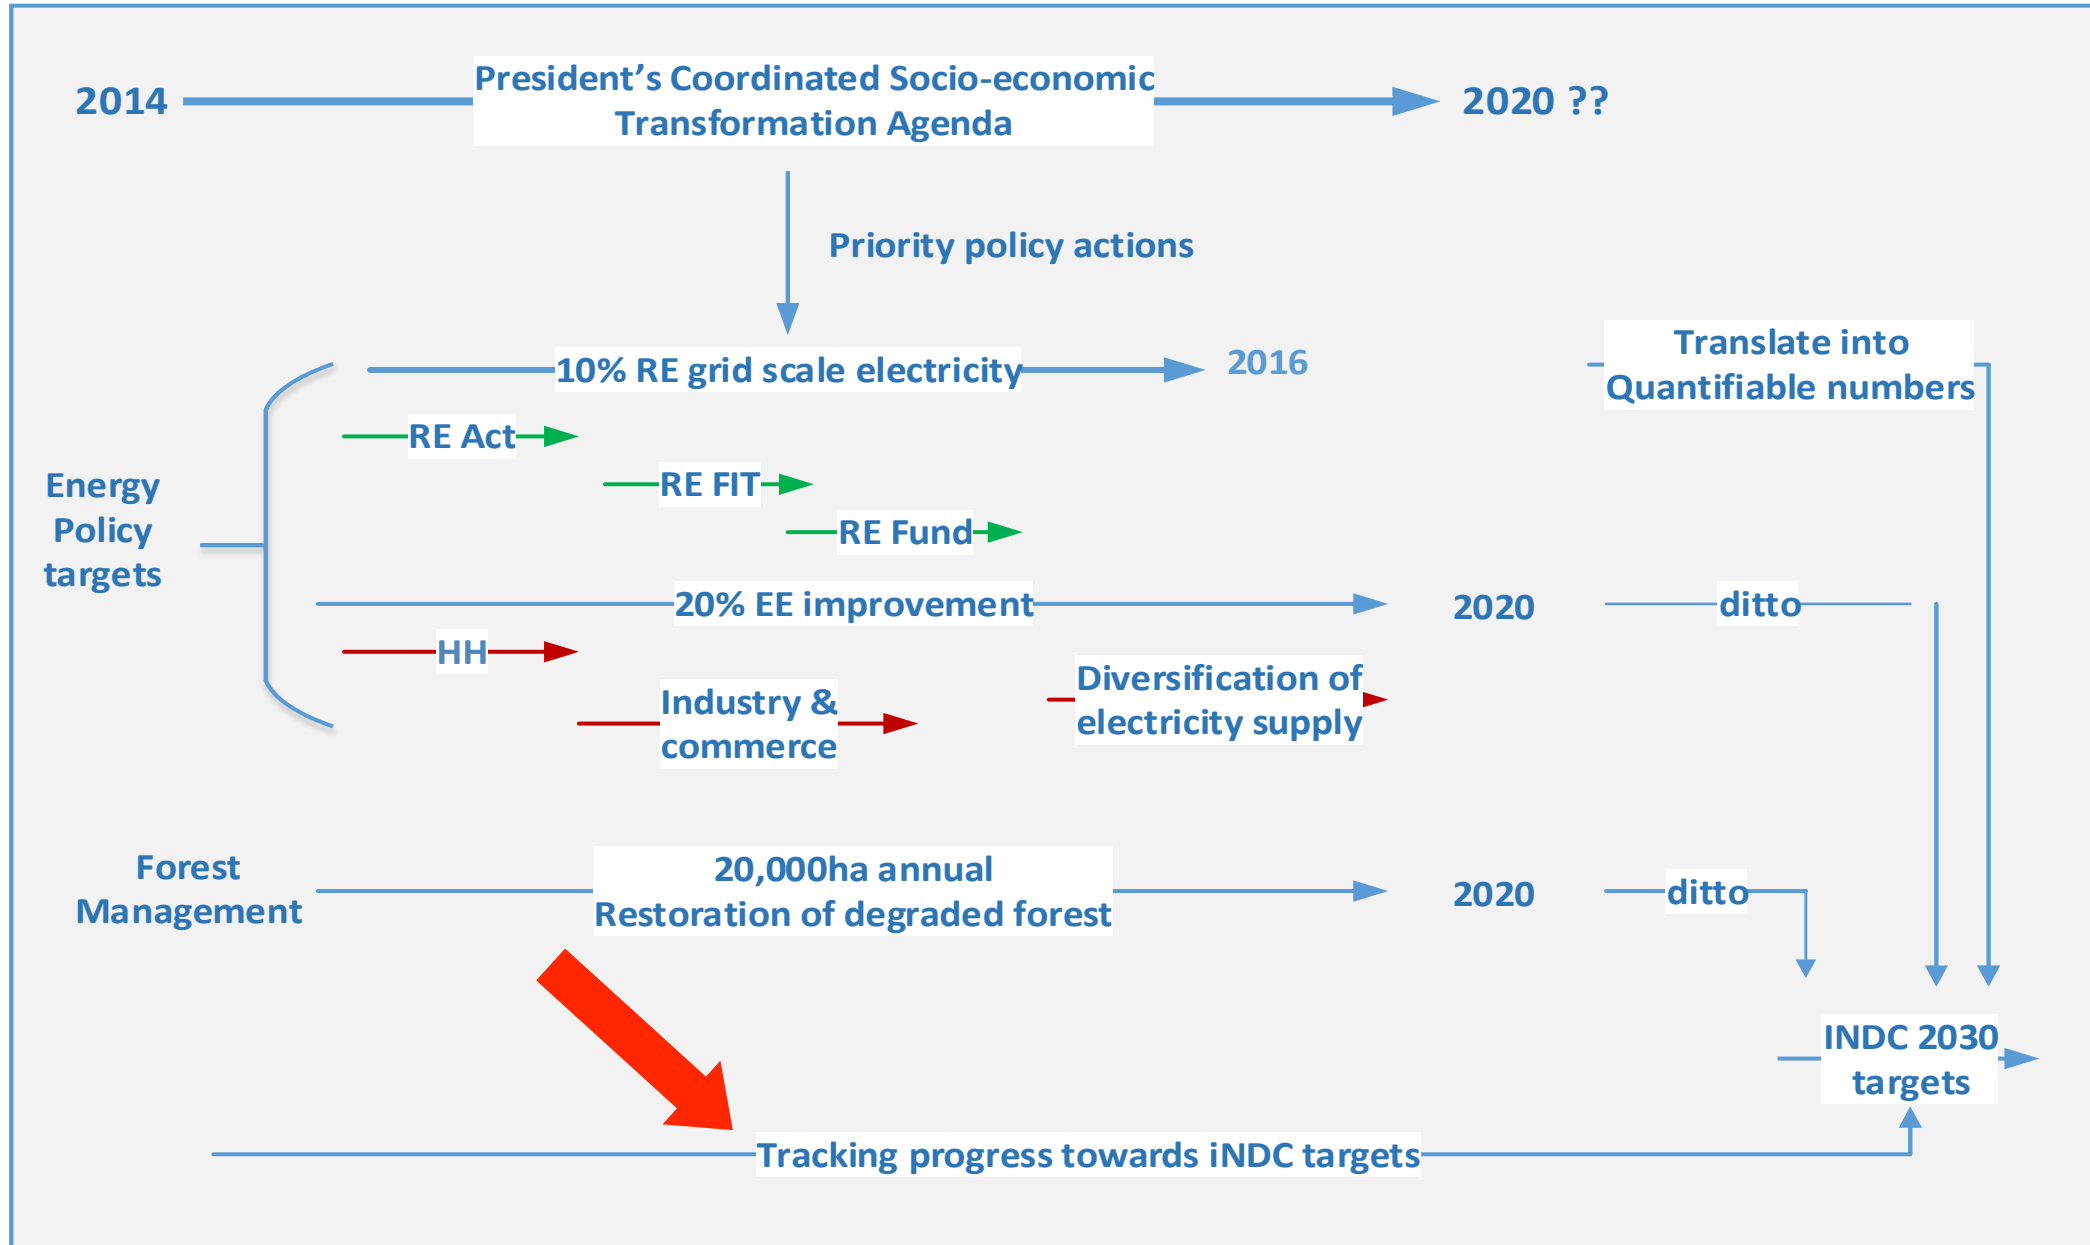 2014
President’s Coordinated Socio-economic
Transformation Agenda
2020 ??
Priority policy actions
10% RE grid scale electricity
2016
Translate into
Quantifiable numbers
RE Act
RE FIT
RE Fund
Energy
Policy
targets
20% EE improvement
2020
ditto
HH
Industry &
commerce
Diversification of
electricity supply
Forest
Management
20,000ha annual
Restoration of degraded forest
2020
ditto
INDC 2030
targets
Tracking progress towards iNDC targets